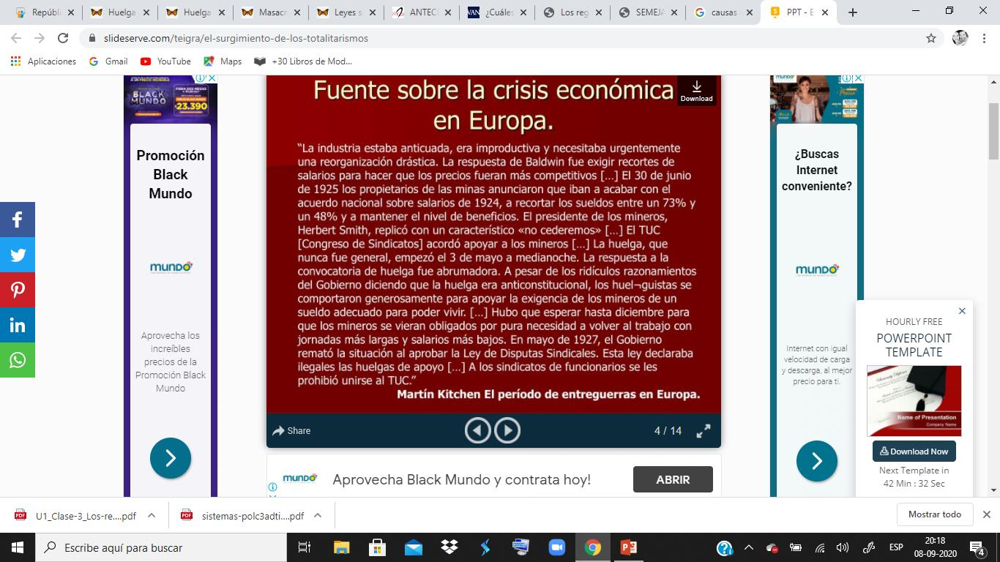 Repúbli
Huelga
Huelga
Masacr
Leyes s
ANTEC
¿Cuáles
Los reg
SEMEJA
causas
PPT - E
slideserve.com/teigra/el-surgimiento-de-los-totalitarismos
Aplicaciones
Gmail
YouTube
Maps
+30 Libros de Mod...
BLACK
MUNDO
$23.390
Promoción
Black
Mundo
mundo
Aprovecha los
increíbles
precios de la
Promoción Black
Mundo
Fuente sobre la crisis económica
en Europa.
Download
“La industria estaba anticuada, era improductiva y necesitaba urgentemente
una reorganización drástica. La respuesta de Baldwin fue exigir recortes de
salarios para hacer que los precios fueran más competitivos [...] El 30 de junio
de 1925 los propietarios de las minas anunciaron que iban a acabar con el
acuerdo nacional sobre salarios de 1924, a recortar los sueldos entre un 73% y
un 48% y a mantener el nivel de beneficios. El presidente de los mineros,
Herbert Smith, replicó con un característico «no cederemos» [...] El TUC
[Congreso de Sindicatos] acordó apoyar a los mineros [...] La huelga, que
nunca fue general, empezó el 3 de mayo a medianoche. La respuesta a la
convocatoria de huelga fue abrumadora. A pesar de los ridículos razonamientos
del Gobierno diciendo que la huelga era anticonstitucional, los huel¬guistas se
comportaron generosamente para apoyar la exigencia de los mineros de un
sueldo adecuado para poder vivir. [...] Hubo que esperar hasta diciembre para
que los mineros se vieran obligados por pura necesidad a volver al trabajo con
jornadas más largas y salarios más bajos. En mayo de 1927, el Gobierno
remató la situación al aprobar la Ley de Disputas Sindicales. Esta ley declaraba
ilegales las huelgas de apoyo [...] A los sindicatos de funcionarios se les
prohibió unirse al TUC.”
Martín Kitchen El período de entreguerras en Europa.
Share
4 / 14
mundo
Aprovecha Black Mundo y contrata hoy!
ABRIR
mundo
¿Buscas
Internet
conveniente?
mundo
Internet con igual
velocidad de carga
y descarga, al mejor
precio para ti.
HOURLY FREE
POWERPOINT
TEMPLATE
Name of Presentation
Company Name
Download Now
Next Template in
42 Min : 32 Sec
U1_Clase-3_Los-re....pdf
sistemas-polc3adti....pdf
Mostrar todo
Escribe aquí para buscar
ESP
20:18
08-09-2020
4